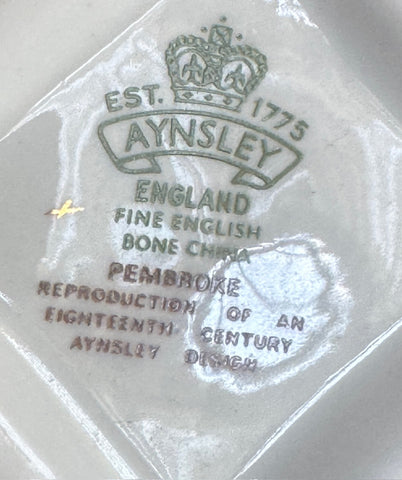 EST. 1775
AYNSLEY
ENGLAND
FINE ENGLISH
BONE CHINA
PEMBROKE
REPRODUCTION OF AN
EIGHTEENTH CENTURY
AYNSLEY DESIGN